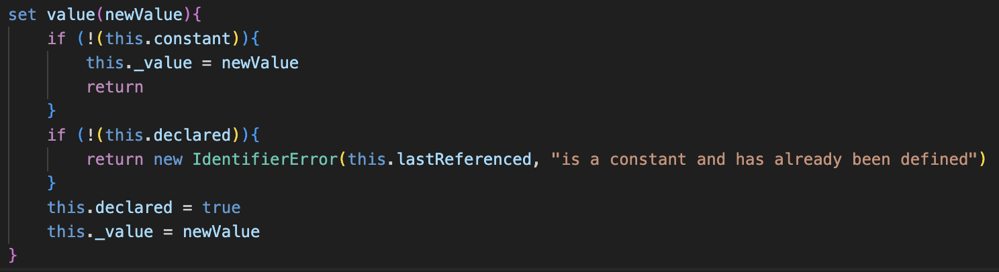 set value(newValue){
    if (!(this.constant)){
        this._value = newValue
        return
    }
    if (!(this.declared)){
        return new IdentifierError(this.lastReferenced, "is a constant and has already been defined")
    }
    this.declared = true
    this._value = newValue
}